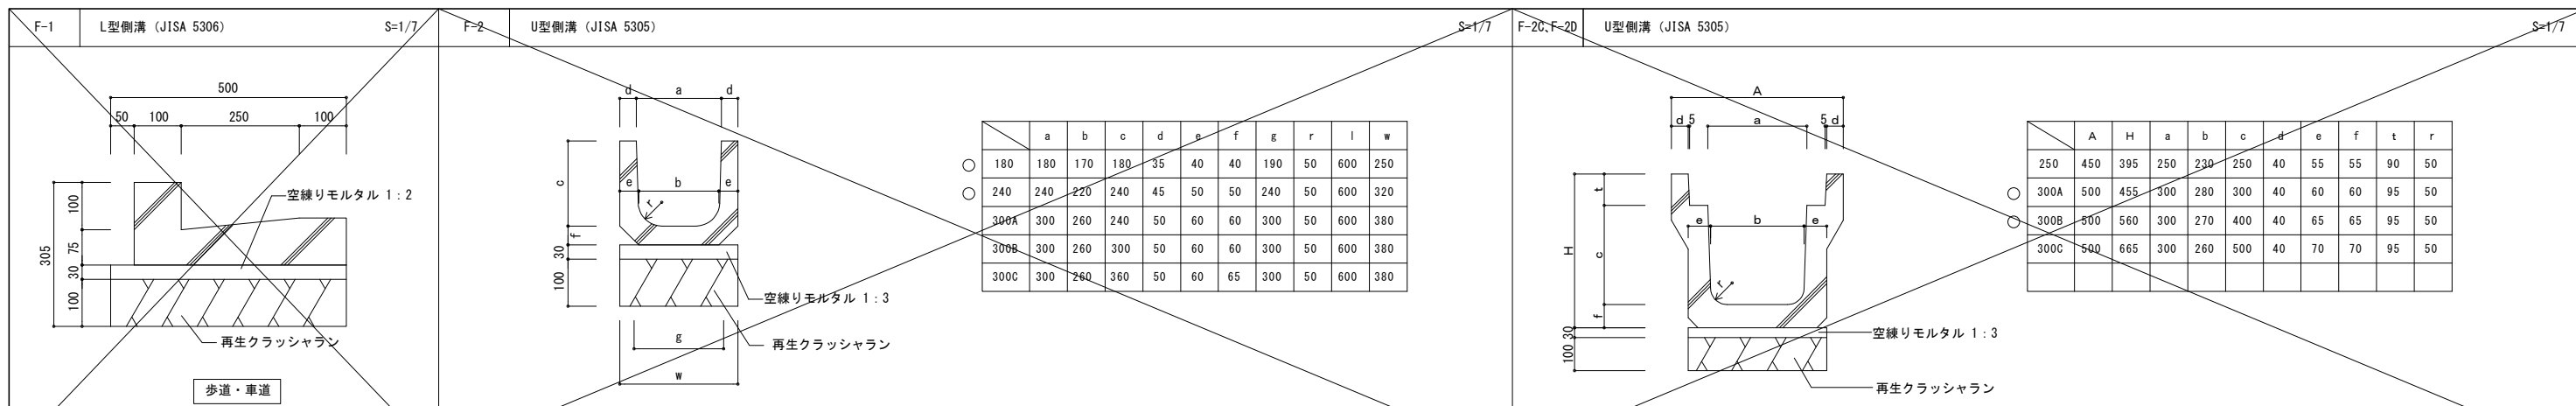 F-1 L型側溝 (JISA 5306) S=1/7
500
50 100 250 100
305
100
75
30
100
空練りモルタル 1:2
再生クラッシャラン
歩道・車道
F-2 U型側溝 (JISA 5305) S=1/7
d a d
c
e b e
r
f
30
100
g
w
空練りモルタル 1:3
再生クラッシャラン
a b c d e f g r l w
○ 180 180 170 180 35 40 40 190 50 600 250
○ 240 240 220 240 45 50 50 240 50 600 320
300A 300 260 240 50 60 60 300 50 600 380
300B 300 260 300 50 60 60 300 50 600 380
300C 300 260 360 50 60 65 300 50 600 380
F-2C、F-2D U型側溝 (JISA 5305) S=1/7
A
d 5 a 5 d
t
H
c
e b e
r
f
30
100
空練りモルタル 1:3
再生クラッシャラン
A H a b c d e f t r
250 450 395 250 230 250 40 55 55 90 50
○ 300A 500 455 300 280 300 40 60 60 95 50
○ 300B 500 560 300 270 400 40 65 65 95 50
300C 500 665 300 260 500 40 70 70 95 50